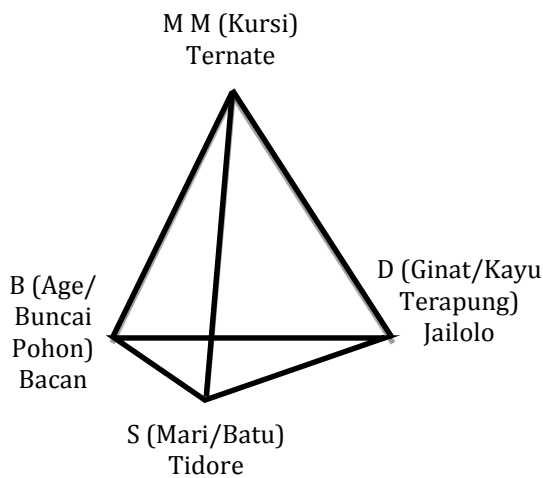 M M (Kursi)
Ternate
B (Age/
Buncai
Pohon)
Bacan
D (Ginat/Kayu
Terapung)
Jailolo
S (Mari/Batu)
Tidore